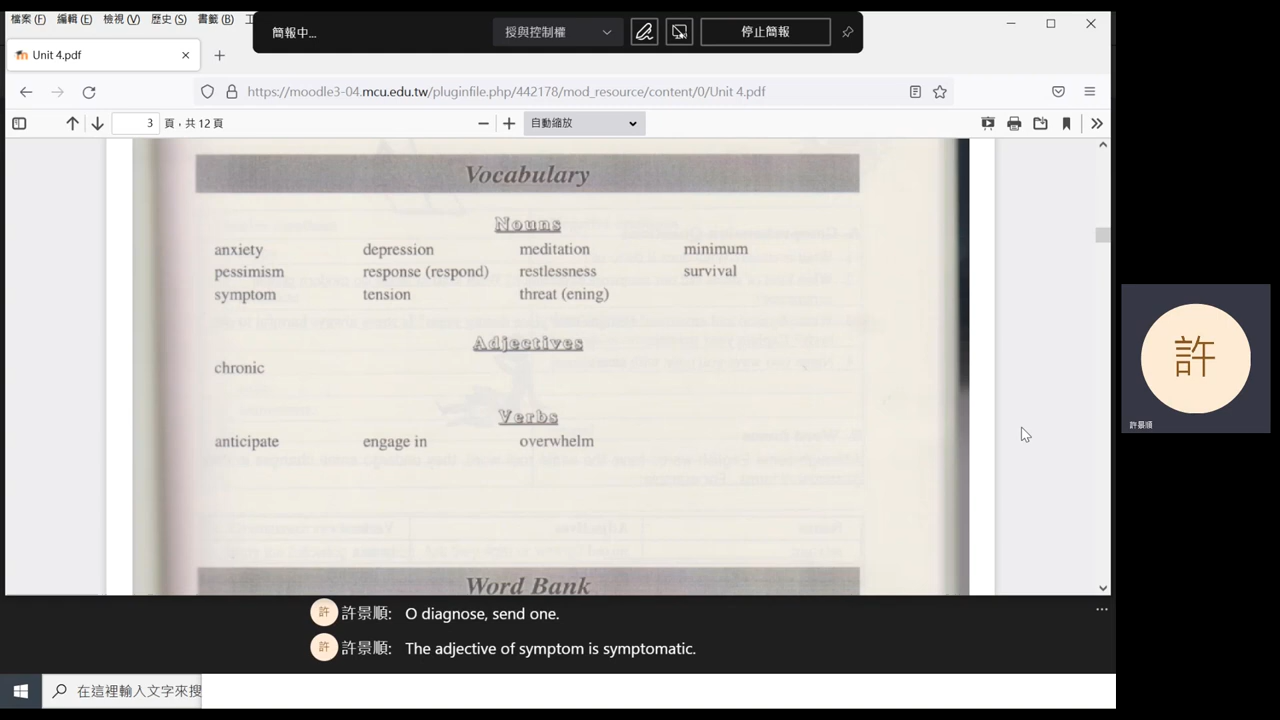 檔案 (F) 編輯 (E) 檢視 (V) 歷史 (S) 書籤 (B)
簡報中... 授與控制權 停止簡報
Unit 4.pdf
https://moodle3-04.mcu.edu.tw/pluginfile.php/442178/mod_resource/content/0/Unit 4.pdf
3 頁，共 12 頁 自動縮放
Vocabulary
Nouns
anxiety depression meditation minimum
pessimism response (respond) restlessness survival
symptom tension threat (ening)
Adjectives
chronic
Verbs
anticipate engage in overwhelm
Word Bank
許
許景順
許 許景順: O diagnose, send one.
許 許景順: The adjective of symptom is symptomatic.
在這裡輸入文字來搜